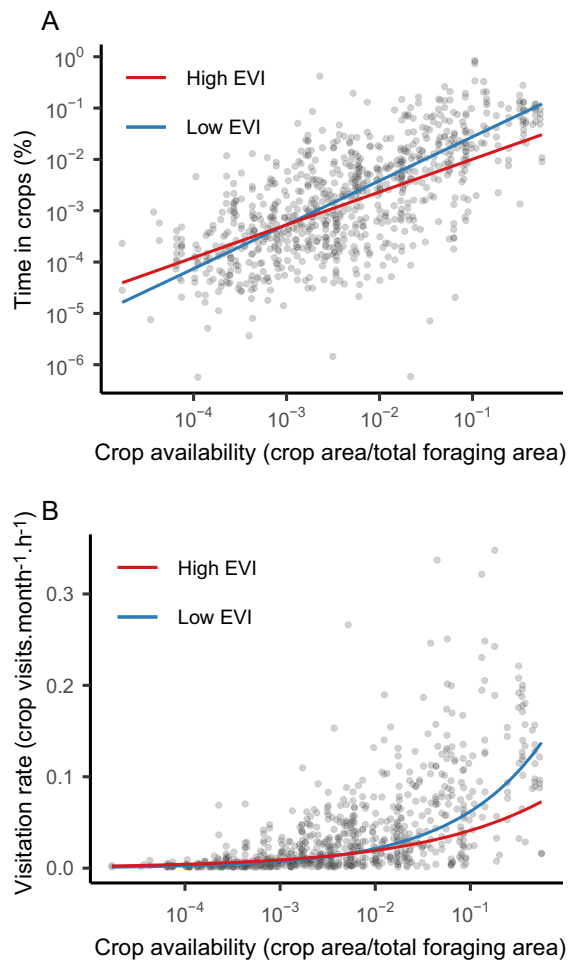 A
10⁰
High EVI
10⁻¹
Low EVI
10⁻²
10⁻³
10⁻⁴
10⁻⁵
10⁻⁶
Time in crops (%)
10⁻⁴ 10⁻³ 10⁻² 10⁻¹
Crop availability (crop area/total foraging area)
B
High EVI
0.3
Low EVI
0.2
0.1
0.0
Visitation rate (crop visits.month⁻¹.h⁻¹)
10⁻⁴ 10⁻³ 10⁻² 10⁻¹
Crop availability (crop area/total foraging area)